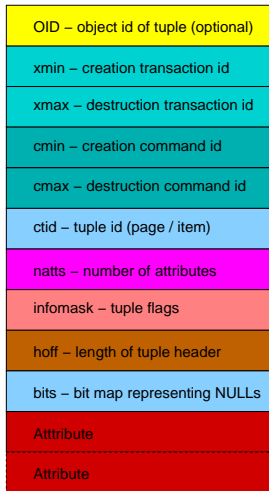 OID – object id of tuple (optional)
xmin – creation transaction id
xmax – destruction transaction id
cmin – creation command id
cmax – destruction command id
ctid – tuple id (page / item)
natts – number of attributes
infomask – tuple flags
hoff – length of tuple header
bits – bit map representing NULLs
Atttribute
Attribute